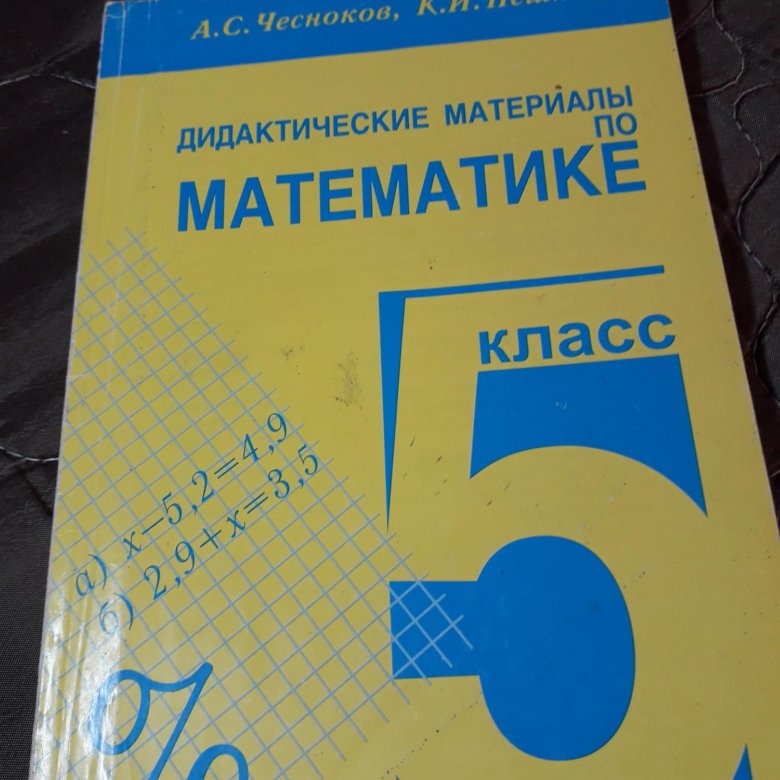 А.С. Чесноков, К.И.
ДИДАКТИЧЕСКИЕ МАТЕРИАЛЫ
ПО
МАТЕМАТИКЕ
5
класс
а) x−5,2=4,9
б) 2,9+x=3,5
%